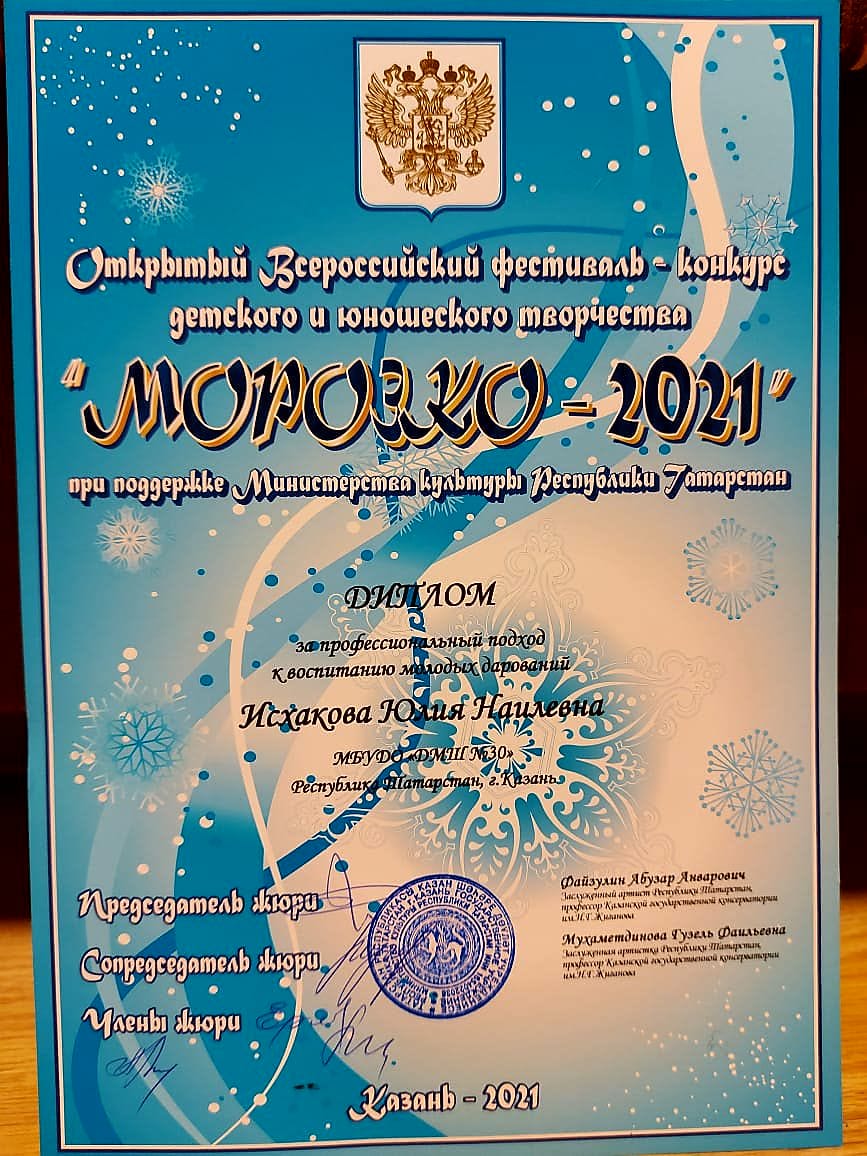 Открытый Всероссийский фестиваль - конкурс
детского и юношеского творчества
"МОРОЗКО - 2021"
при поддержке Министерства культуры Республики Татарстан
ДИПЛОМ
за профессиональный подход
к воспитанию молодых дарований
Исхакова Юлия Наилевна
МБУДО «ДМШ №30»
Республика Татарстан, г.Казань
Председатель жюри
Файзулин Абузар Анварович
Заслуженный артист Республики Татарстан,
профессор Казанской государственной консерватории
им.Н.Г.Жиганова
Сопредседатель жюри
Мухаметдинова Гузель Фаильевна
Заслуженная артистка Республики Татарстан,
профессор Казанской государственной консерватории
им.Н.Г.Жиганова
Члены жюри
Казань - 2021